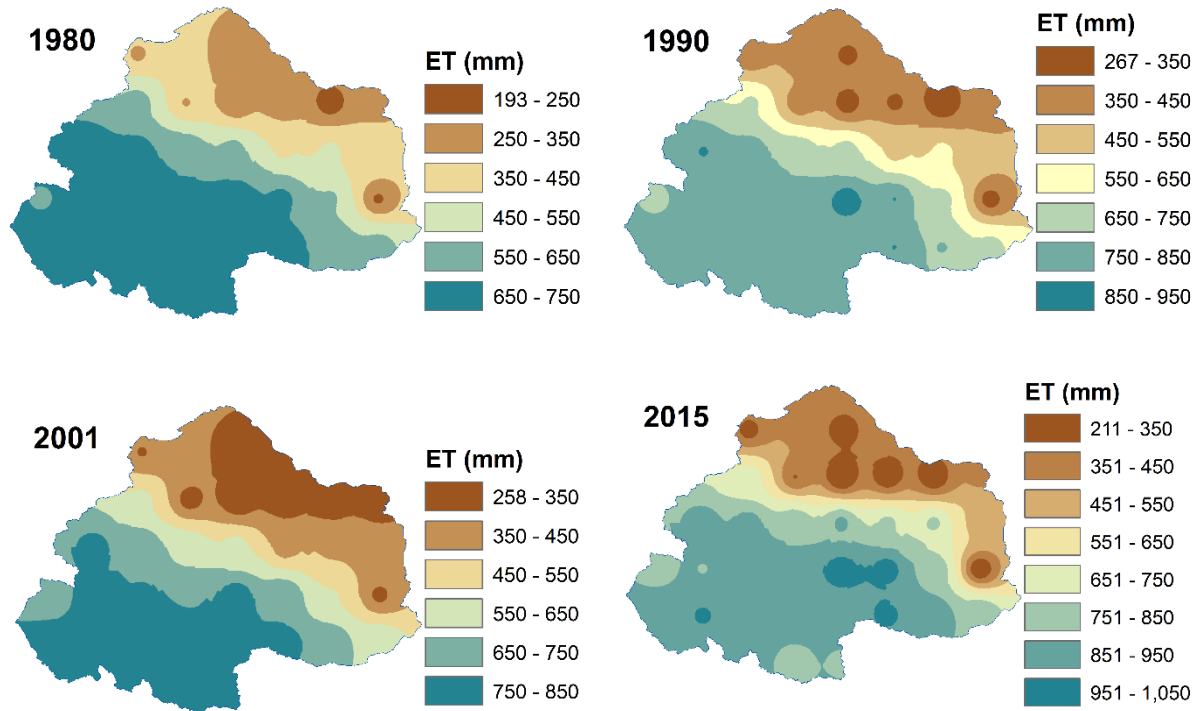 1980
ET (mm)
193 - 250
250 - 350
350 - 450
450 - 550
550 - 650
650 - 750
1990
ET (mm)
267 - 350
350 - 450
450 - 550
550 - 650
650 - 750
750 - 850
850 - 950
2001
ET (mm)
258 - 350
350 - 450
450 - 550
550 - 650
650 - 750
750 - 850
2015
ET (mm)
211 - 350
351 - 450
451 - 550
551 - 650
651 - 750
751 - 850
851 - 950
951 - 1,050